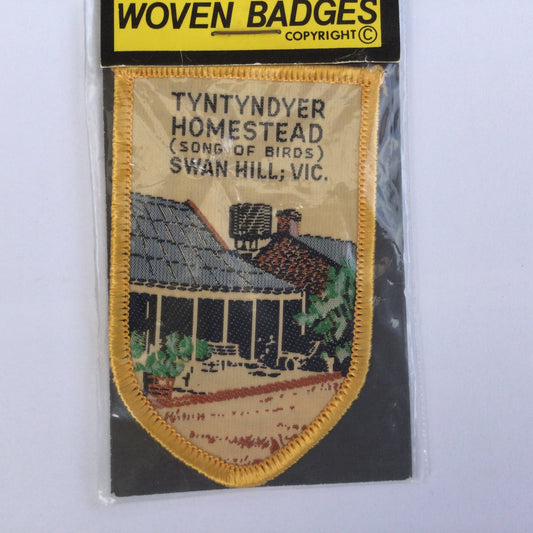 WOVEN BADGES
COPYRIGHT ©
TYNTYNDYER
HOMESTEAD
(SONG OF BIRDS)
SWAN HILL; VIC.